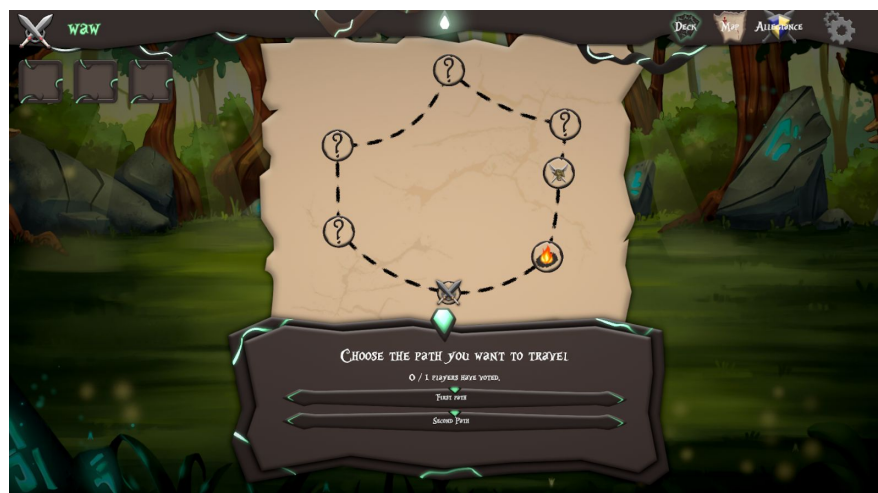 waw
Deck Map Allegiance
?
?
?
?
Choose the path you want to travel
0 / 1 players have voted.
First path
Second Path